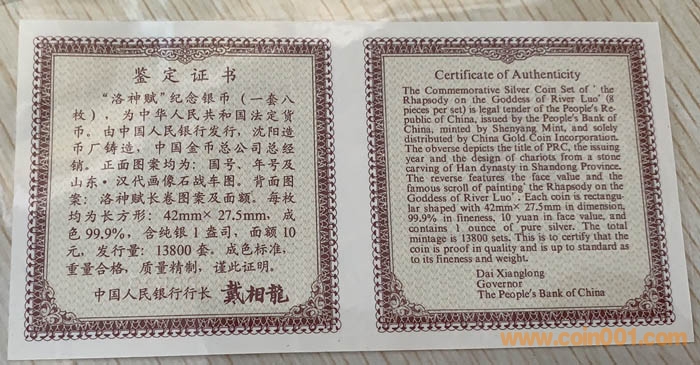 鉴定证书
“洛神赋”纪念银币（一套八
枚），为中华人民共和国法定货
币。由中国人民银行发行，沈阳造
币厂铸造，中国金币总公司总经
销。正面图案均为：国号、年号及
山东·汉代画像石战车图。背面图
案：洛神赋长卷图案及面额。每枚
均为长方形：42mm×27.5mm，成
色99.9%，含纯银1盎司，面额10
元，发行量：13800套。成色标准，
重量合格，质量精制，谨此证明。
中国人民银行行长 戴相龍
Certificate of Authenticity
The Commemorative Silver Coin Set of ' the
Rhapsody on the Goddess of River Luo' (8
pieces per set) is legal tender of the People's Re-
public of China, issued by the People's Bank of
China, minted by Shenyang Mint, and solely
distributed by China Gold Coin Incorporation.
The obverse depicts the title of PRC, the issuing
year and the design of chariots from a stone
carving of Han dynasty in Shandong Province.
The reverse features the face value and the
famous scroll of painting' the Rhapsody on the
Goddess of River Luo' . Each coin is rectangu-
lar shaped with 42mm×27.5mm in dimension,
99.9% in fineness, 10 yuan in face value, and
contains 1 ounce of pure silver. The total
mintage is 13800 sets. This is to certify that the
coin is proof in quality and is up to standard as
to its fineness and weight.
Dai Xianglong
Governor
The People's Bank of China
www.coin001.com